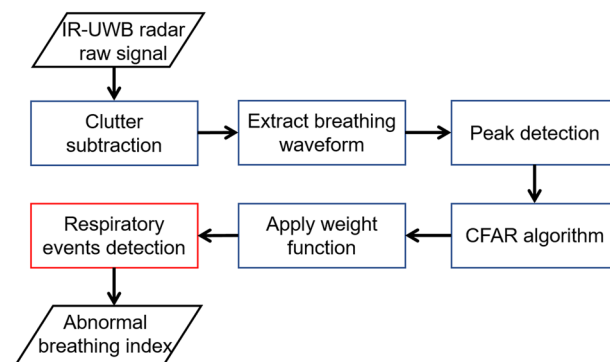 IR-UWB radar
raw signal
Clutter
subtraction
Extract breathing
waveform
Peak detection
CFAR algorithm
Apply weight
function
Respiratory
events detection
Abnormal
breathing index